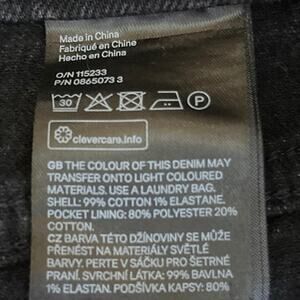 Made in China
Fabriqué en Chine
Hecho en China
O/N 115233
P/N 0865073 3
30
P
clevercare.info
GB THE COLOUR OF THIS DENIM MAY
TRANSFER ONTO LIGHT COLOURED
MATERIALS. USE A LAUNDRY BAG.
SHELL: 99% COTTON 1% ELASTANE.
POCKET LINING: 80% POLYESTER 20%
COTTON.
CZ BARVA TÉTO DŽÍNOVINY SE MŮŽE
PŘENÉST NA MATERIÁLY SVĚTLÉ
BARVY. PERTE V SÁČKU PRO ŠETRNÉ
PRANÍ. SVRCHNÍ LÁTKA: 99% BAVLNA
1% ELASTAN. PODŠÍVKA KAPSY: 80%